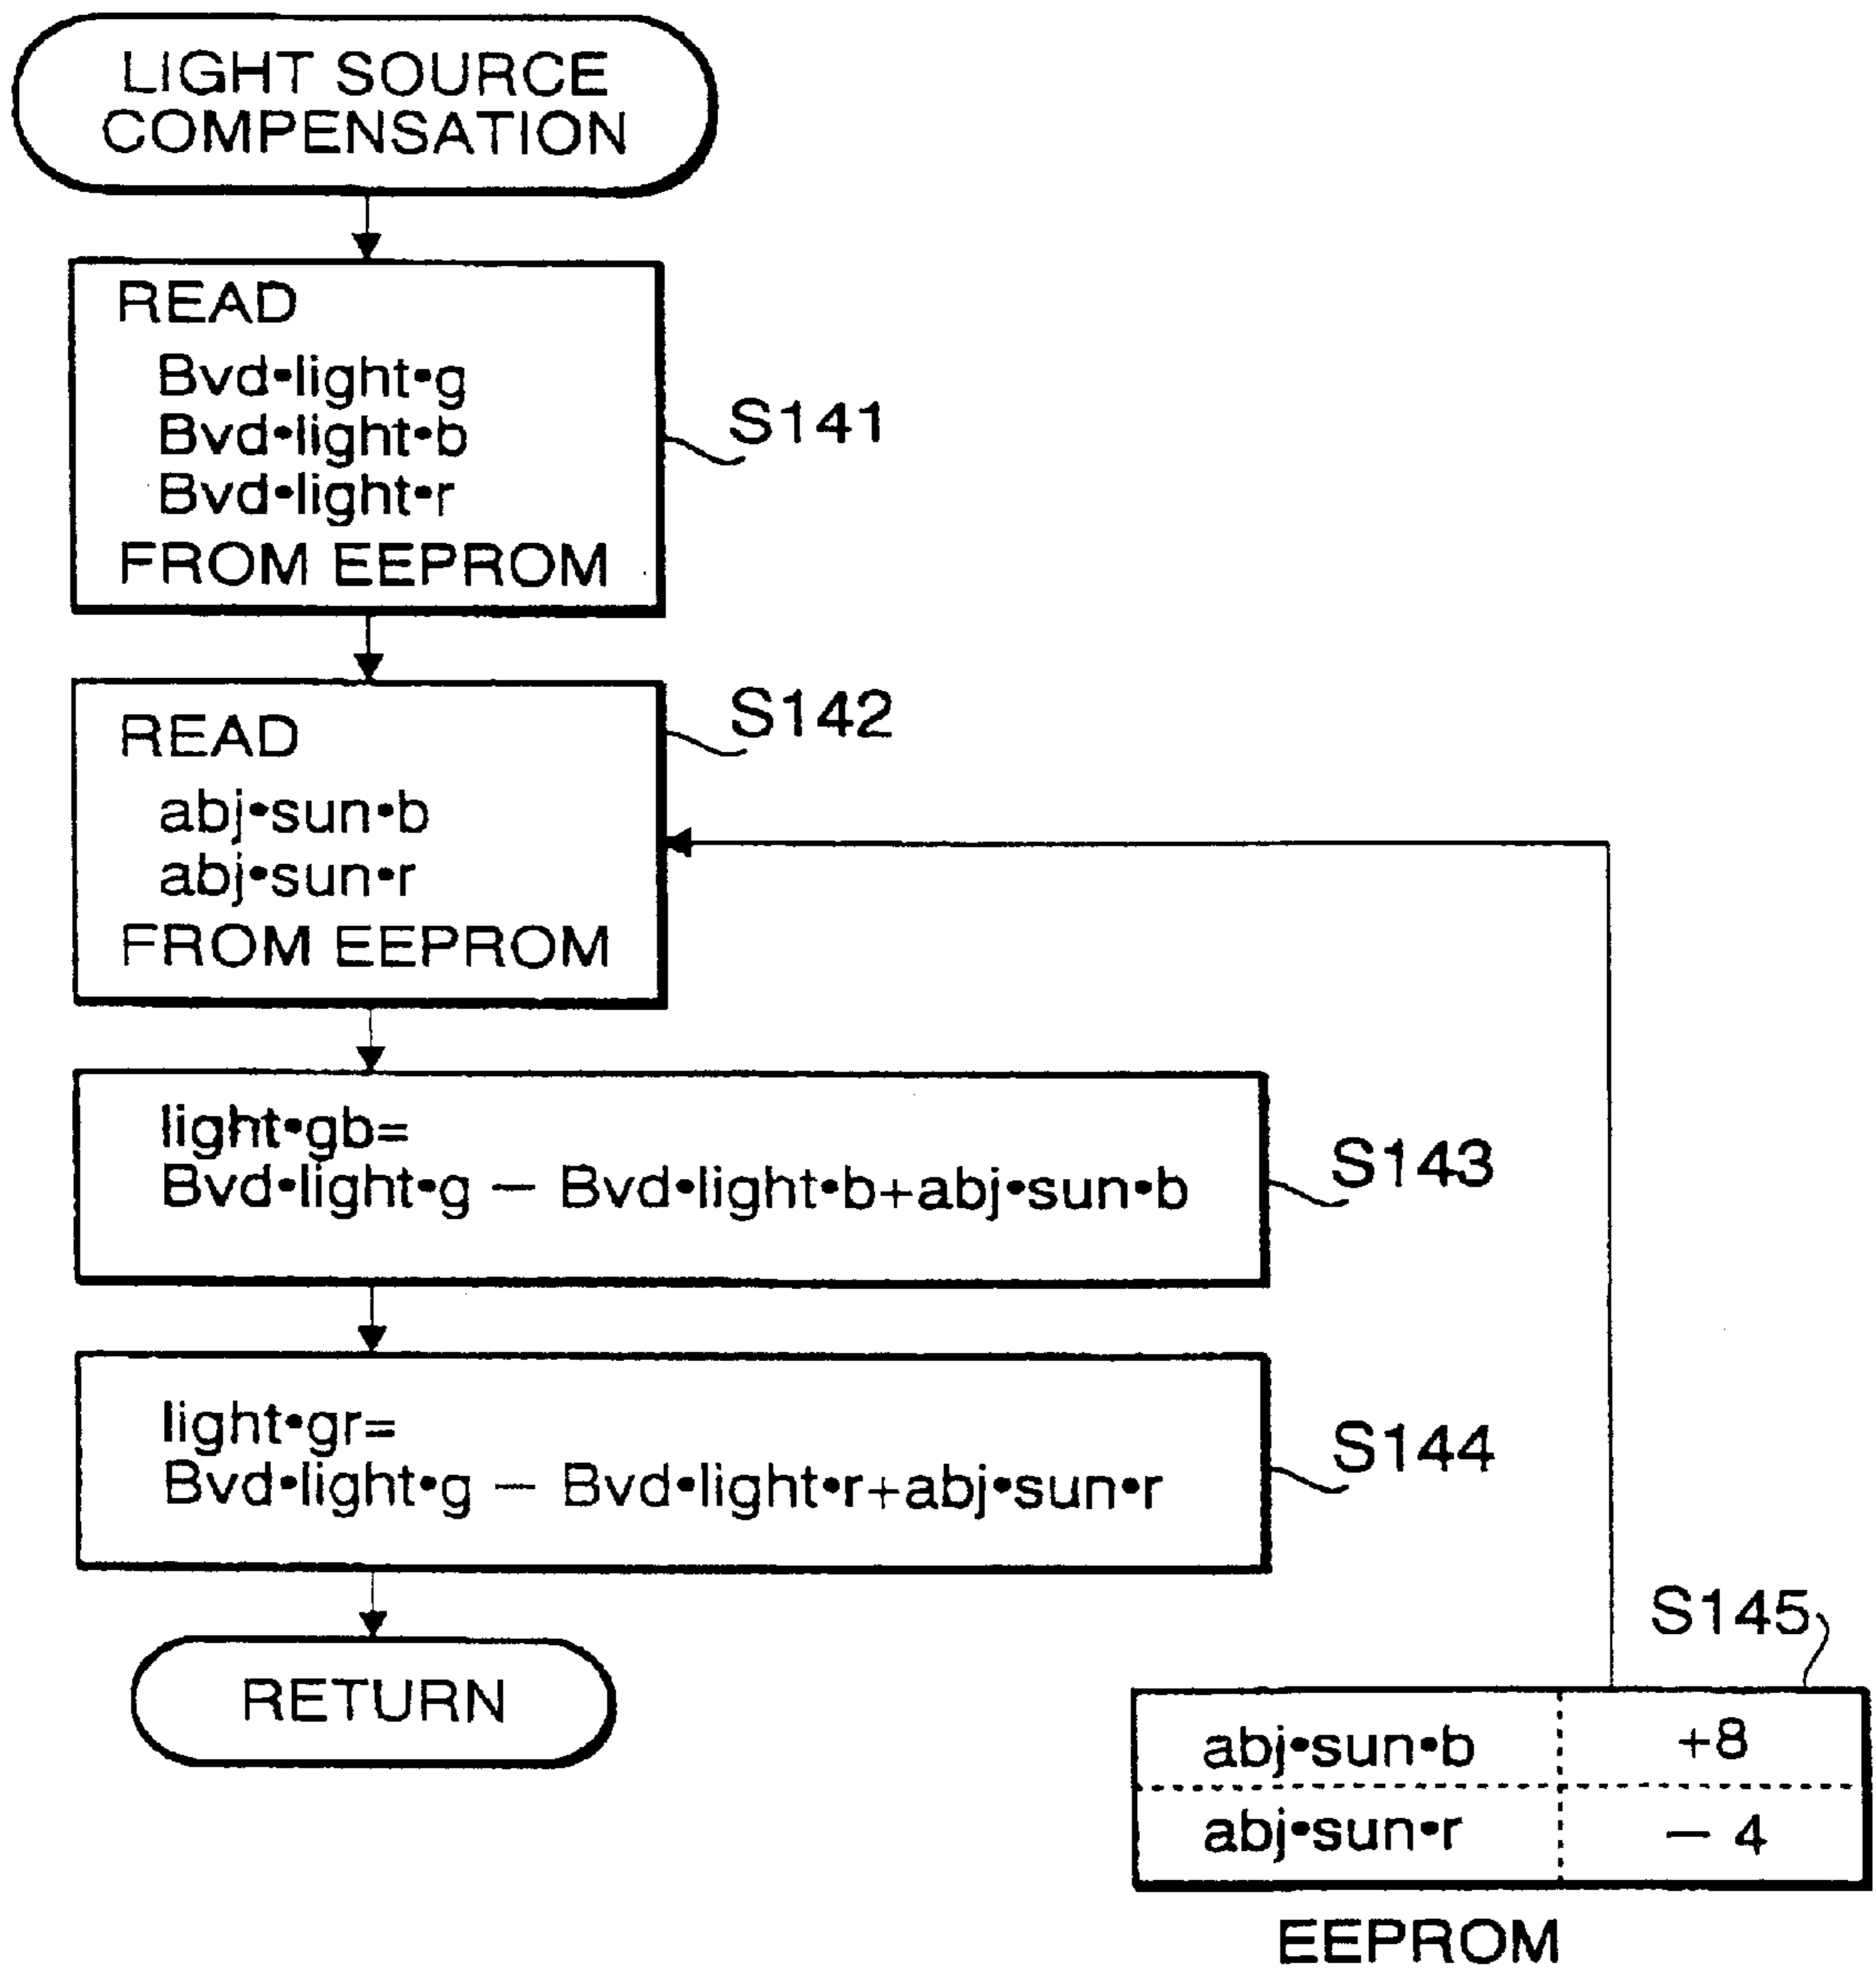 LIGHT SOURCE
COMPENSATION
READ
Bvd•light•g
Bvd•light•b
Bvd•light•r
FROM EEPROM
S141
READ
abj•sun•b
abj•sun•r
FROM EEPROM
S142
light•gb=
Bvd•light•g − Bvd•light•b+abj•sun•b
S143
light•gr=
Bvd•light•g − Bvd•light•r+abj•sun•r
S144
RETURN
S145
abj•sun•b +8
abj•sun•r − 4
EEPROM